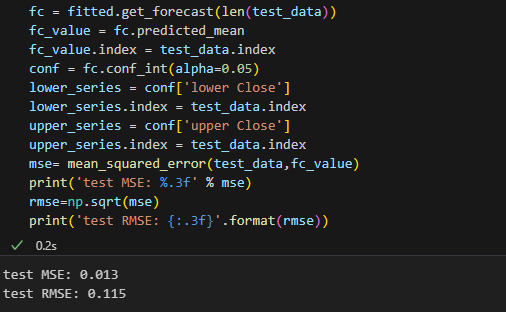 fc = fitted.get_forecast(len(test_data))
fc_value = fc.predicted_mean
fc_value.index = test_data.index
conf = fc.conf_int(alpha=0.05)
lower_series = conf['lower Close']
lower_series.index = test_data.index
upper_series = conf['upper Close']
upper_series.index = test_data.index
mse= mean_squared_error(test_data,fc_value)
print('test MSE: %.3f' % mse)
rmse=np.sqrt(mse)
print('test RMSE: {:.3f}'.format(rmse))
0.2s
test MSE: 0.013
test RMSE: 0.115